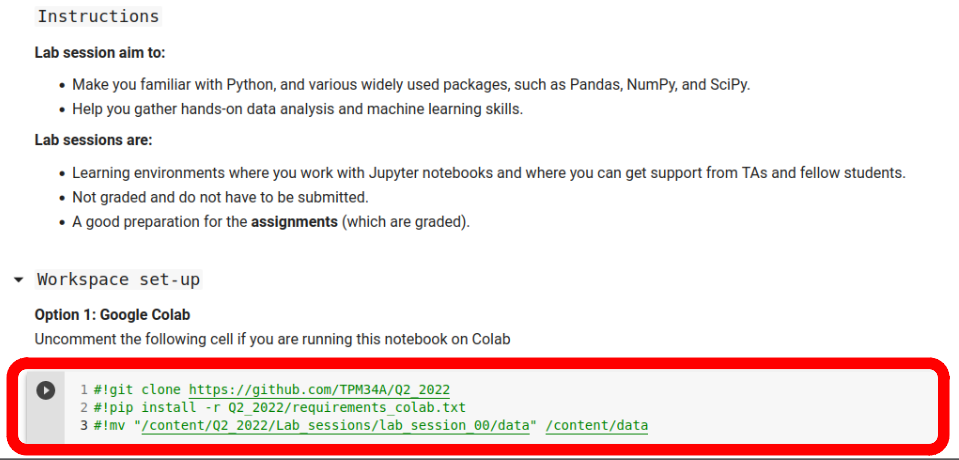 Instructions
Lab session aim to:
• Make you familiar with Python, and various widely used packages, such as Pandas, NumPy, and SciPy.
• Help you gather hands-on data analysis and machine learning skills.
Lab sessions are:
• Learning environments where you work with Jupyter notebooks and where you can get support from TAs and fellow students.
• Not graded and do not have to be submitted.
• A good preparation for the assignments (which are graded).
Workspace set-up
Option 1: Google Colab
Uncomment the following cell if you are running this notebook on Colab
1 #!git clone https://github.com/TPM34A/Q2_2022
2 #!pip install -r Q2_2022/requirements_colab.txt
3 #!mv "/content/Q2_2022/Lab_sessions/lab_session_00/data" /content/data